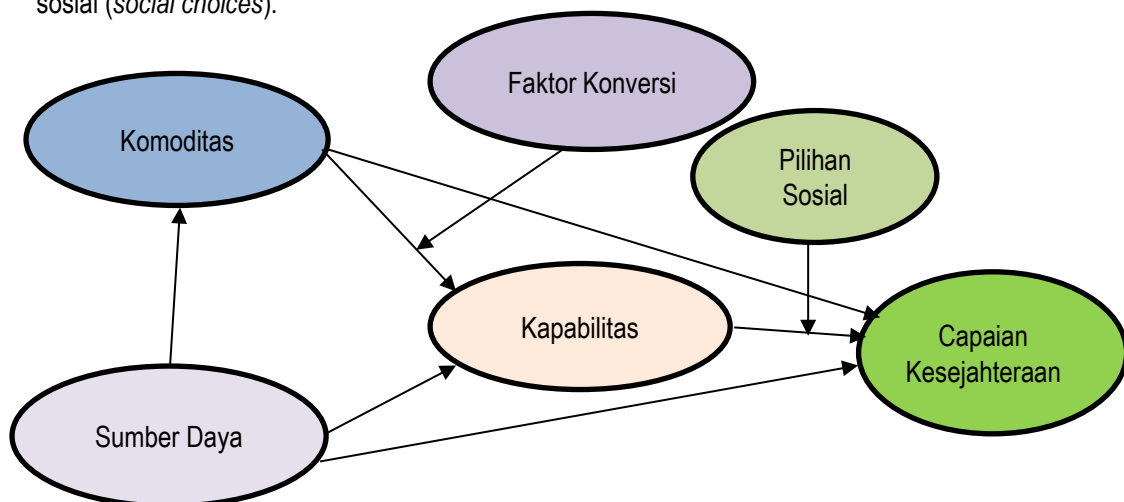 sosial (social choices).
Faktor Konversi
Komoditas
Pilihan
Sosial
Kapabilitas
Capaian
Kesejahteraan
Sumber Daya